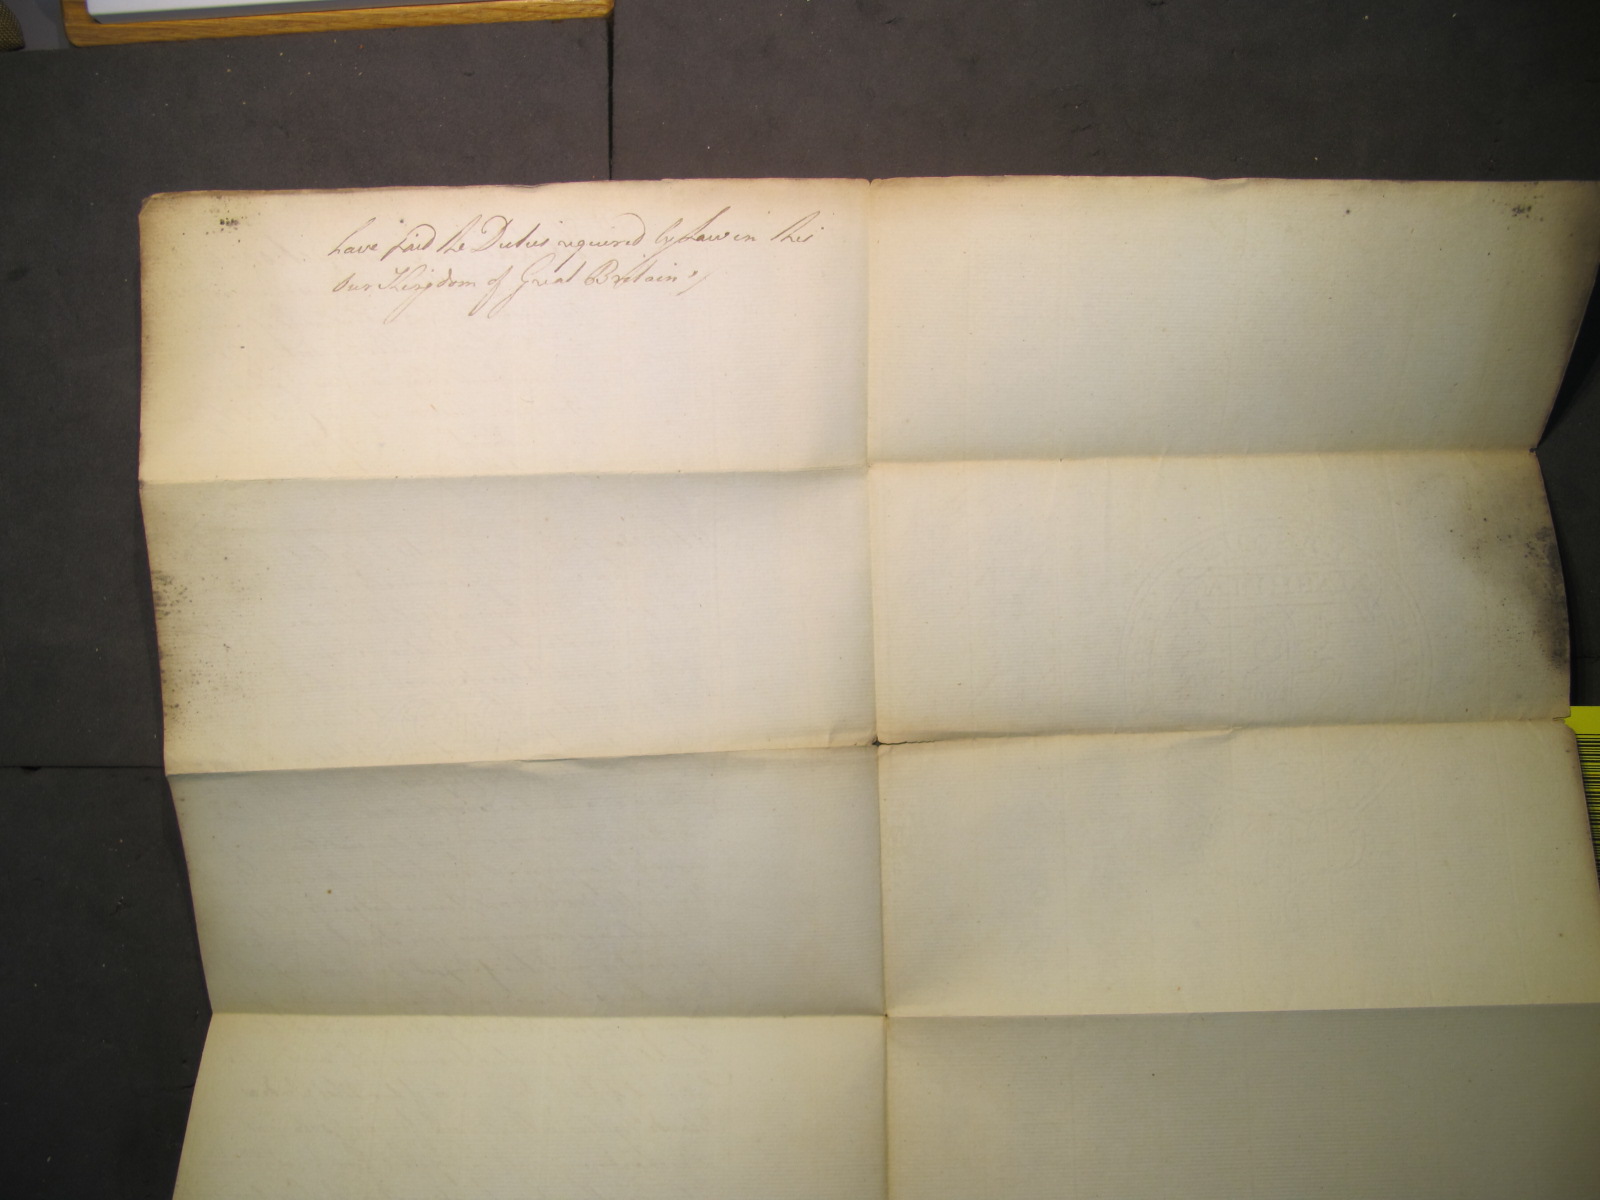 have paid the Duties required by Law in this
our Kingdom of Great Britain